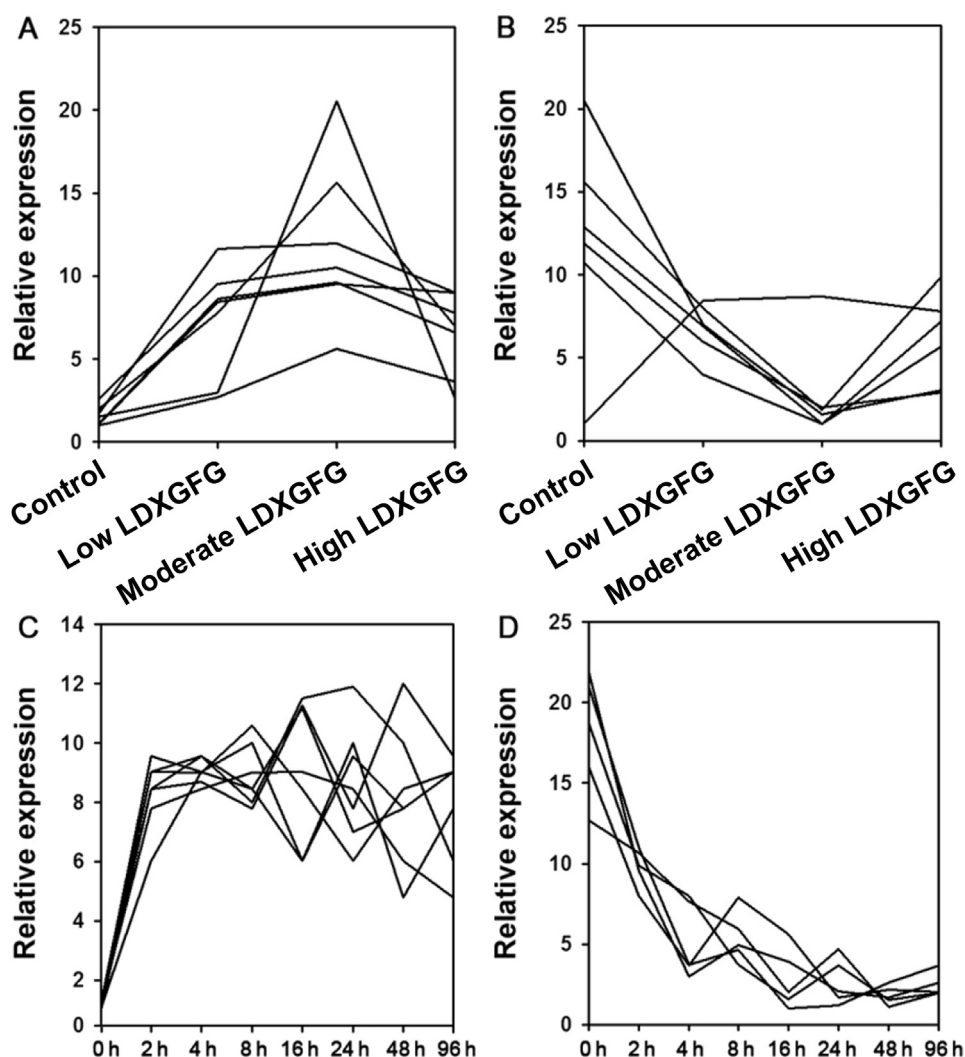 A
25
20
15
10
5
0
Relative expression
Control
Low LDXGFG
Moderate LDXGFG
High LDXGFG
B
25
20
15
10
5
0
Relative expression
Control
Low LDXGFG
Moderate LDXGFG
High LDXGFG
C
14
12
10
8
6
4
2
0
Relative expression
0 h 2 h 4 h 8 h 16 h 24 h 48 h 96 h
D
25
20
15
10
5
0
Relative expression
0 h 2 h 4 h 8 h 16 h 24 h 48 h 96 h